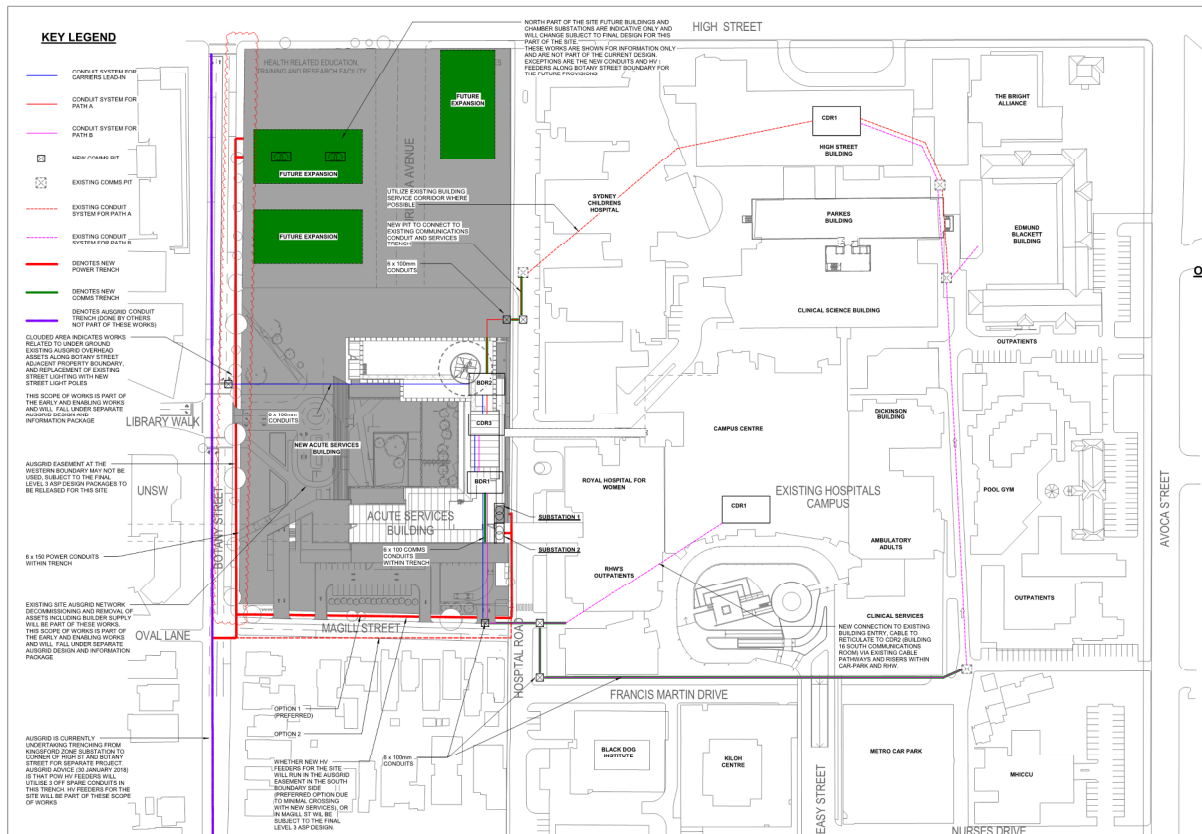 KEY LEGEND
CONDUIT SYSTEM FOR
CARRIERS LEAD-IN
CONDUIT SYSTEM FOR
PATH A
CONDUIT SYSTEM FOR
PATH B
NEW COMMS PIT
EXISTING COMMS PIT
EXISTING CONDUIT
SYSTEM FOR PATH A
EXISTING CONDUIT
SYSTEM FOR PATH B
DENOTES NEW
POWER TRENCH
DENOTES NEW
COMMS TRENCH
DENOTES AUSGRID CONDUIT
TRENCH (DONE BY OTHERS
NOT PART OF THESE WORKS)
CLOUDED AREA INDICATES WORKS
RELATED TO UNDER GROUND
EXISTING AUSGRID OVERHEAD
ASSETS ALONG BOTANY STREET
ADJACENT PROPERTY BOUNDARY,
AND REPLACEMENT OF EXISTING
STREET LIGHTING WITH NEW
STREET LIGHT POLES
THIS SCOPE OF WORKS IS PART OF
THE EARLY AND ENABLING WORKS
AND WILL FALL UNDER SEPARATE
AUSGRID DESIGN AND
INFORMATION PACKAGE
LIBRARY WALK
AUSGRID EASEMENT AT THE
WESTERN BOUNDARY MAY NOT BE
USED, SUBJECT TO THE FINAL
LEVEL 3 ASP DESIGN PACKAGES TO
BE RELEASED FOR THIS SITE
UNSW
BOTANY STREET
6 x 150 POWER CONDUITS
WITHIN TRENCH
EXISTING SITE AUSGRID NETWORK
DECOMMISSIONING AND REMOVAL OF
ASSETS INCLUDING BUILDER SUPPLY
WILL BE PART OF THESE WORKS.
THIS SCOPE OF WORKS IS PART OF
THE EARLY AND ENABLING WORKS
AND WILL FALL UNDER SEPARATE
AUSGRID DESIGN AND INFORMATION
PACKAGE
OVAL LANE
AUSGRID IS CURRENTLY
UNDERTAKING TRENCHING FROM
KINGSFORD ZONE SUBSTATION TO
CORNER OF HIGH ST AND BOTANY
STREET FOR SEPARATE PROJECT.
AUSGRID ADVICE (30 JANUARY 2018)
IS THAT POW HV FEEDERS WILL
UTILISE 3 OFF SPARE CONDUITS IN
THIS TRENCH. HV FEEDERS FOR THE
SITE WILL BE PART OF THESE SCOPE
OF WORKS
NORTH PART OF THE SITE FUTURE BUILDINGS AND
CHAMBER SUBSTATIONS ARE INDICATIVE ONLY AND
WILL CHANGE SUBJECT TO FINAL DESIGN FOR THIS
PART OF THE SITE.
THESE WORKS ARE SHOWN FOR INFORMATION ONLY
AND ARE NOT PART OF THE CURRENT DESIGN.
EXCEPTIONS ARE THE NEW CONDUITS AND HV
FEEDERS ALONG BOTANY STREET BOUNDARY FOR
THE FUTURE PROVISIONS
HIGH STREET
HEALTH RELATED EDUCATION,
TRAINING AND RESEARCH FACILITY
FUTURE
EXPANSION
FUTURE EXPANSION
FUTURE EXPANSION
AVENUE
UTILIZE EXISTING BUILDING
SERVICE CORRIDOR WHERE
POSSIBLE
NEW PIT TO CONNECT TO
EXISTING COMMUNICATIONS
CONDUIT AND SERVICES
TRENCH
6 x 100mm
CONDUITS
SYDNEY
CHILDRENS
HOSPITAL
CDR1
HIGH STREET
BUILDING
THE BRIGHT
ALLIANCE
PARKES
BUILDING
EDMUND
BLACKETT
BUILDING
CLINICAL SCIENCE BUILDING
OUTPATIENTS
BDR2
CDR3
BDR1
CONDUITS
NEW ACUTE SERVICES
BUILDING
ACUTE SERVICES
BUILDING
6 x 100 COMMS
CONDUITS
WITHIN TRENCH
SUBSTATION 1
SUBSTATION 2
DICKINSON
BUILDING
CAMPUS CENTRE
ROYAL HOSPITAL FOR
WOMEN
EXISTING HOSPITALS
CAMPUS
CDR1
POOL GYM
AVOCA STREET
AMBULATORY
ADULTS
RHW'S
OUTPATIENTS
OUTPATIENTS
CLINICAL SERVICES
NEW CONNECTION TO EXISTING
BUILDING ENTRY, CABLE TO
RETICULATE TO CDR2 (BUILDING
16 SOUTH COMMUNICATIONS
ROOM) VIA EXISTING CABLE
PATHWAYS AND RISERS WITHIN
CAR-PARK AND RHW.
MAGILL STREET
HOSPITAL ROAD
FRANCIS MARTIN DRIVE
OPTION 1
(PREFERRED)
OPTION 2
WHETHER NEW HV
FEEDERS FOR THE SITE
WILL RUN IN THE AUSGRID
EASEMENT IN THE SOUTH
BOUNDARY SIDE
(PREFERRED OPTION DUE
TO MINIMAL CROSSING
WITH NEW SERVICES), OR
IN MAGILL ST WIL BE
SUBJECT TO THE FINAL
LEVEL 3 ASP DESIGN.
6 x 100mm
CONDUITS
BLACK DOG
INSTITUTE
KILOH
CENTRE
EASY STREET
METRO CAR PARK
MHICCU
NURSES DRIVE